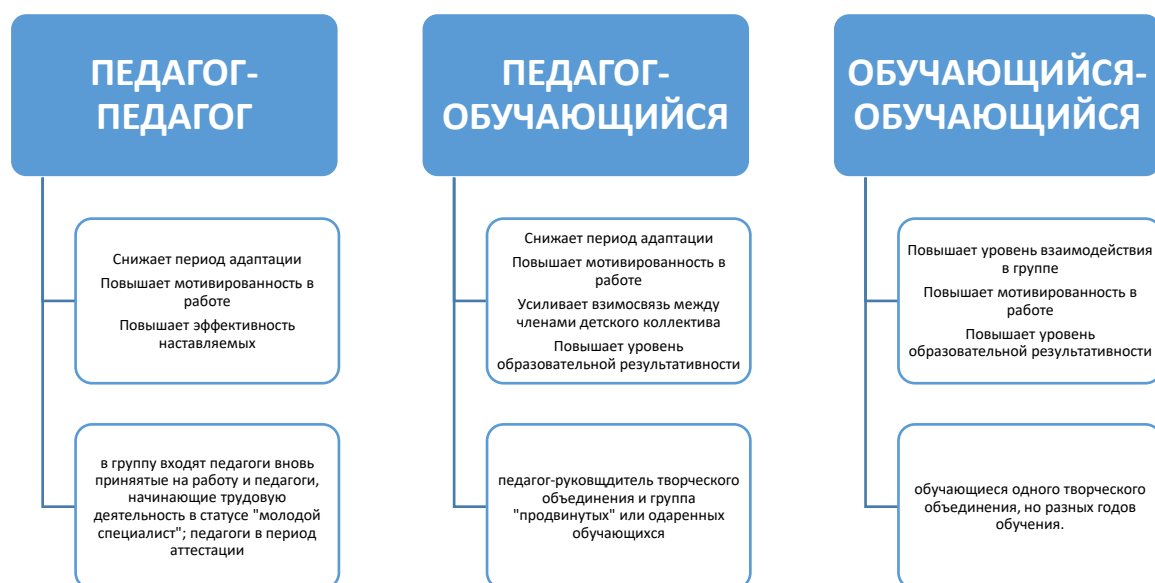 ПЕДАГОГ-
ПЕДАГОГ
Снижает период адаптации
Повышает мотивированность в
работе
Повышает эффективность
наставляемых
в группу входят педагоги вновь
принятые на работу и педагоги,
начинающие трудовую
деятельность в статусе "молодой
специалист"; педагоги в период
аттестации
ПЕДАГОГ-
ОБУЧАЮЩИЙСЯ
Снижает период адаптации
Повышает мотивированность в
работе
Усиливает взимосвязь между
членами детского коллектива
Повышает уровень
образовательной результативности
педагог-руковщдитель творческого
объединения и группа
"продвинутых" или одаренных
обучающихся
ОБУЧАЮЩИЙСЯ-
ОБУЧАЮЩИЙСЯ
Повышает уровень взаимодействия
в группе
Повышает мотивированность в
работе
Повышает уровень
образовательной результативности
обучающиеся одного творческого
объединения, но разных годов
обучения.